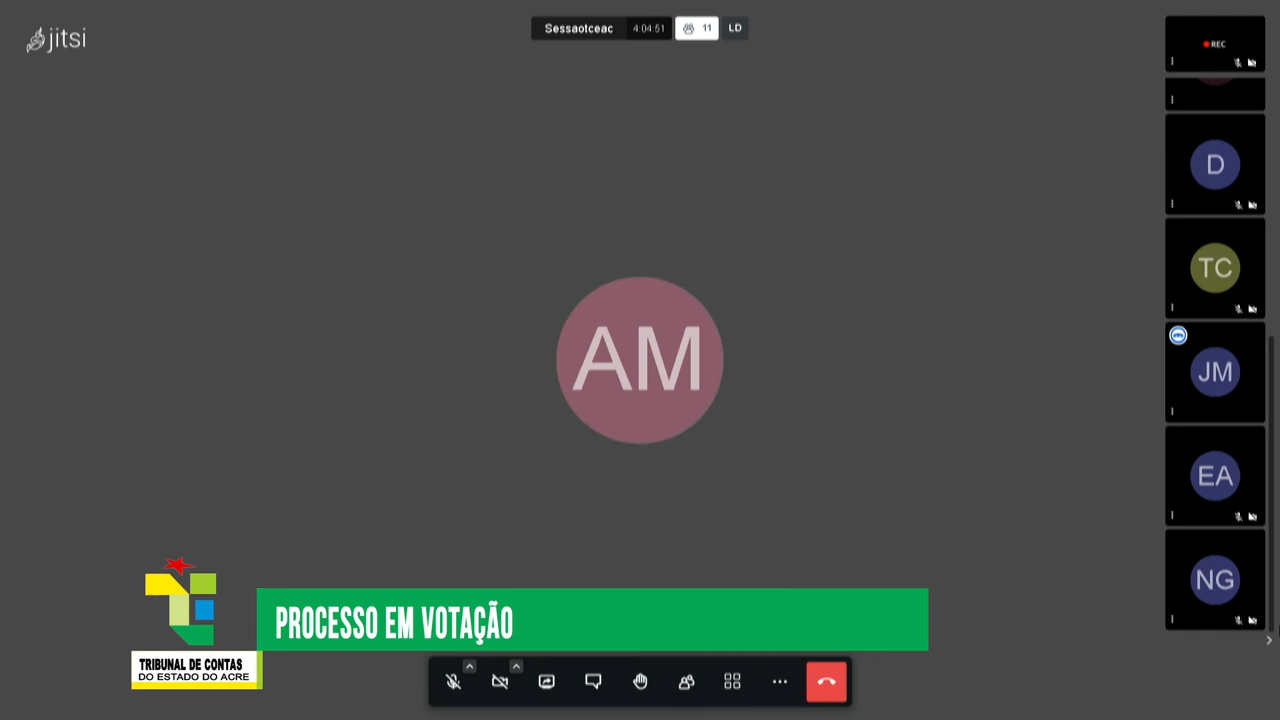 jitsi
Sessaotceac 4:04:51 11 LD
REC
D
TC
JM
EA
NG
AM
PROCESSO EM VOTAÇÃO
TRIBUNAL DE CONTAS
DO ESTADO DO ACRE